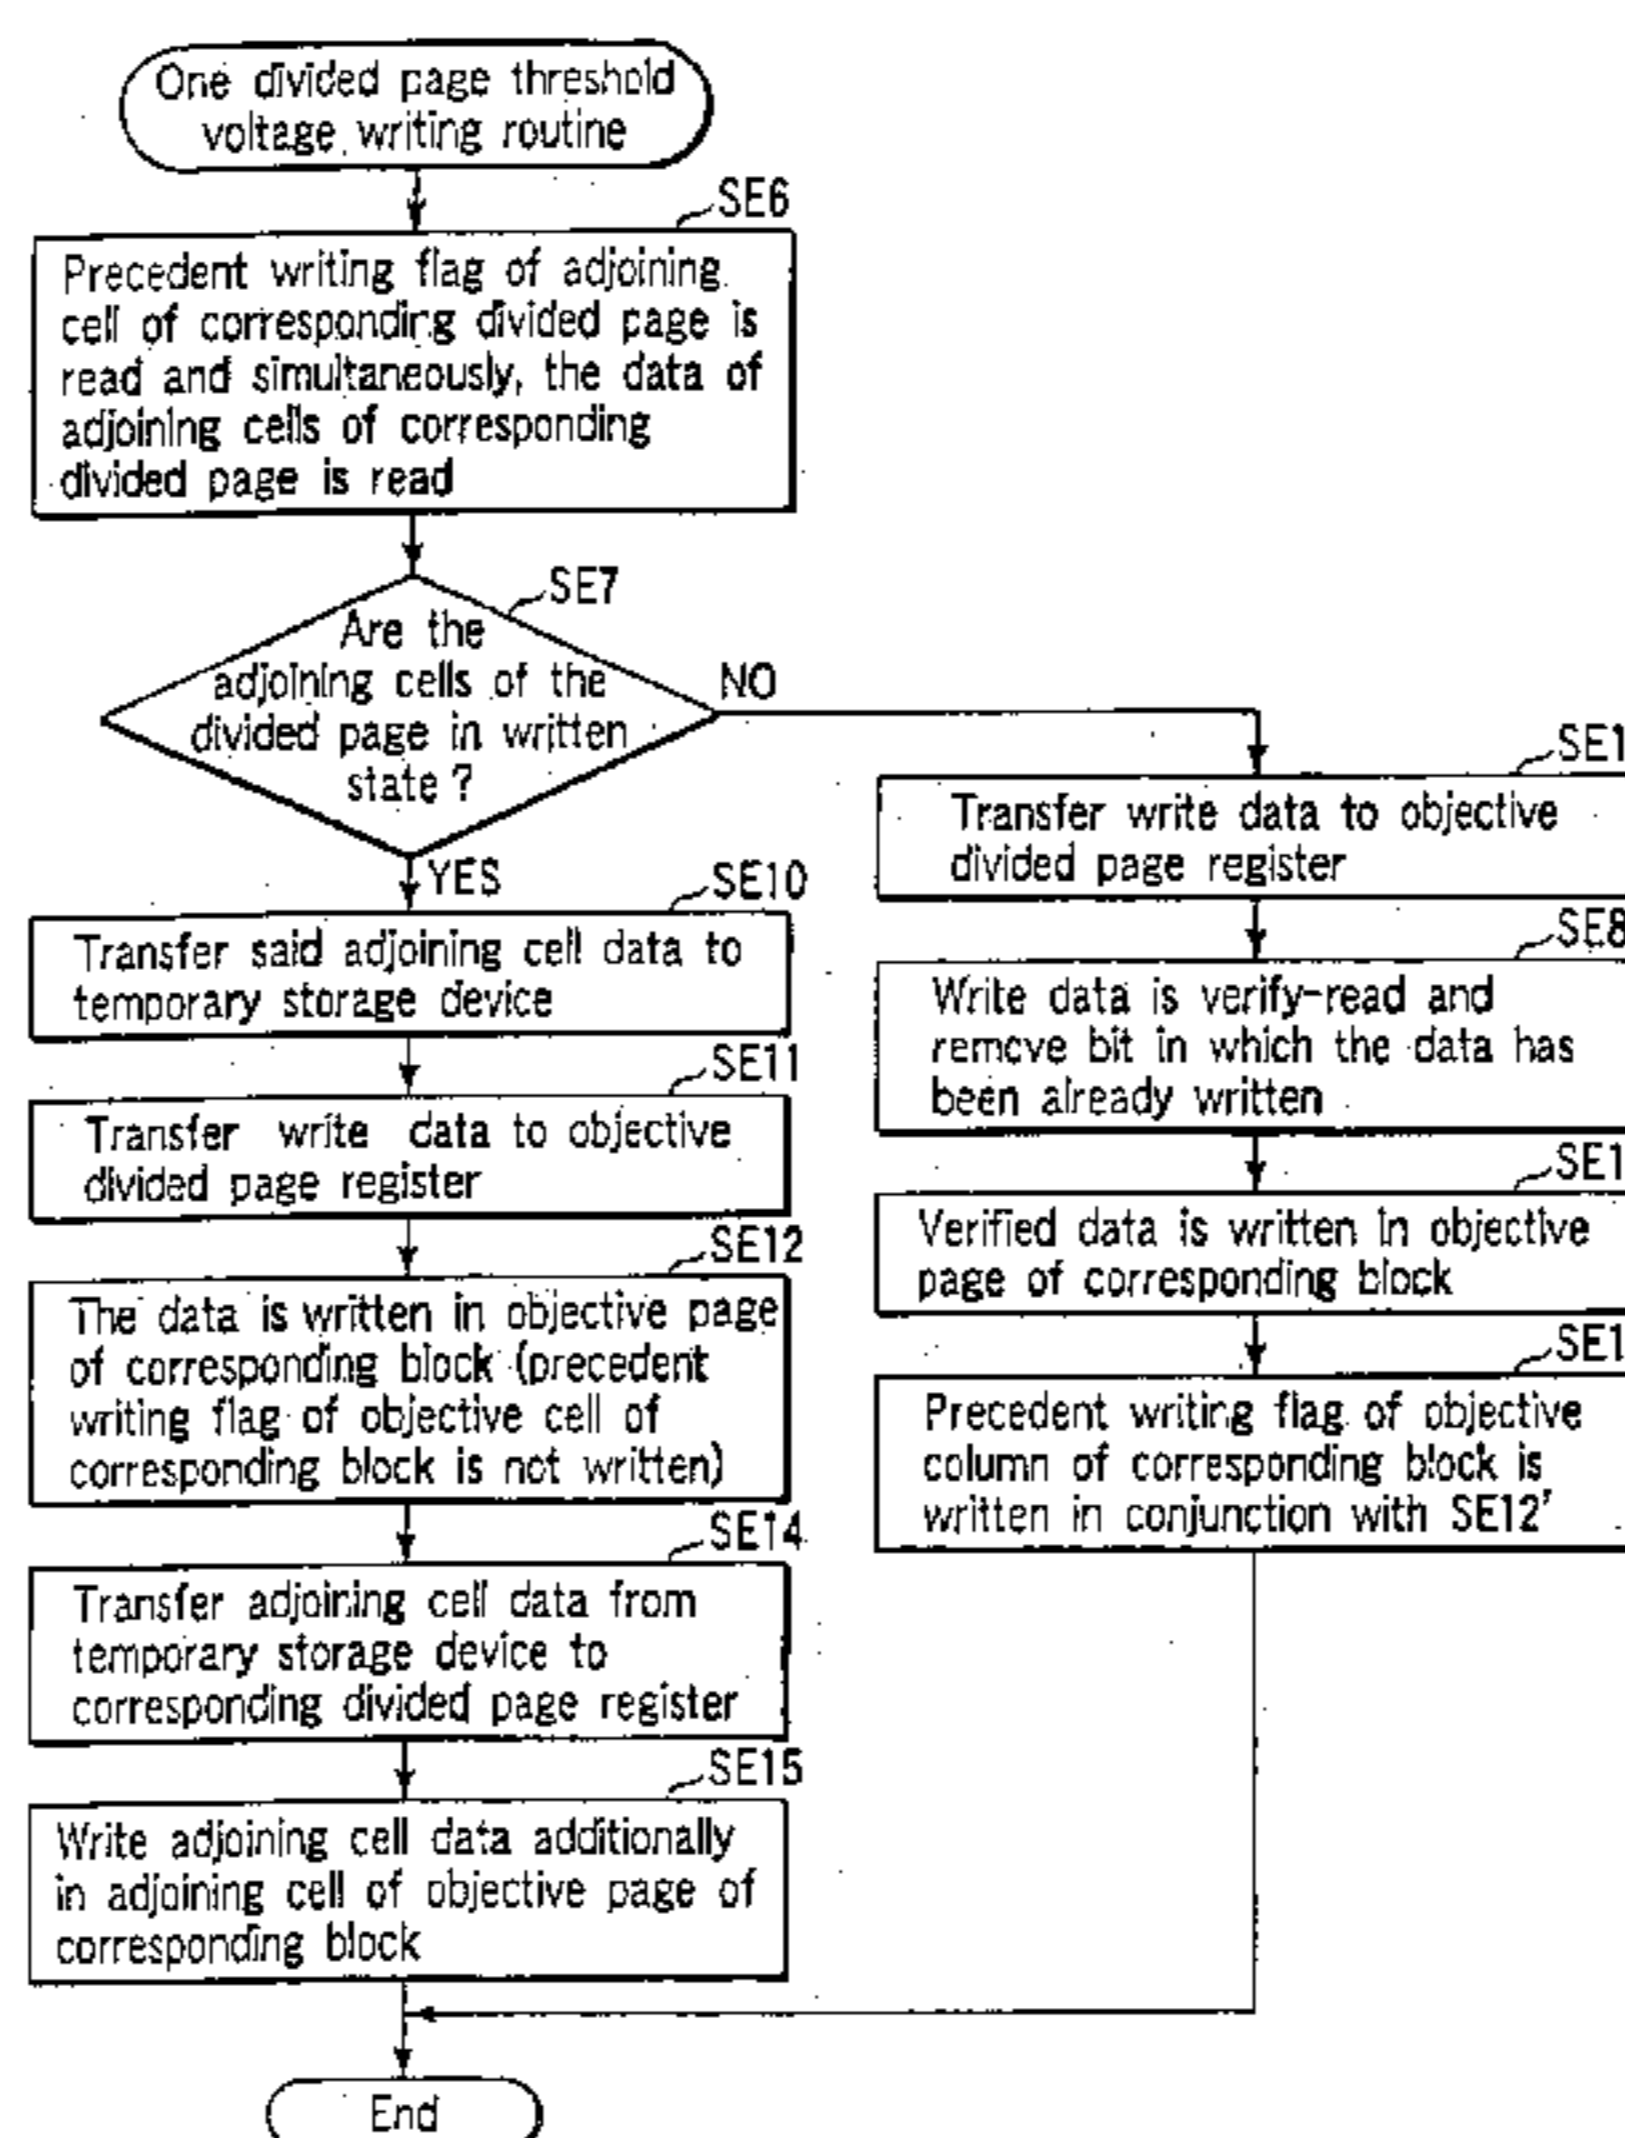 One divided page threshold
voltage writing routine
SE6
Precedent writing flag of adjoining
cell of corresponding divided page is
read and simultaneously, the data of
adjoining cells of corresponding
divided page is read
SE7
Are the
adjoining cells of the
divided page in written
state ?
NO
YES
SE10
Transfer said adjoining cell data to
temporary storage device
SE11
Transfer write data to objective
divided page register
SE12
The data is written in objective page
of corresponding block (precedent
writing flag of objective cell of
corresponding block is not written)
SE14
Transfer adjoining cell data from
temporary storage device to
corresponding divided page register
SE15
Write adjoining cell data additionally
in adjoining cell of objective page of
corresponding block
SE1
Transfer write data to objective
divided page register
SE8
Write data is verify-read and
remove bit in which the data has
been already written
SE1
Verified data is written in objective
page of corresponding block
SE1
Precedent writing flag of objective
column of corresponding block is
written in conjunction with SE12'
End